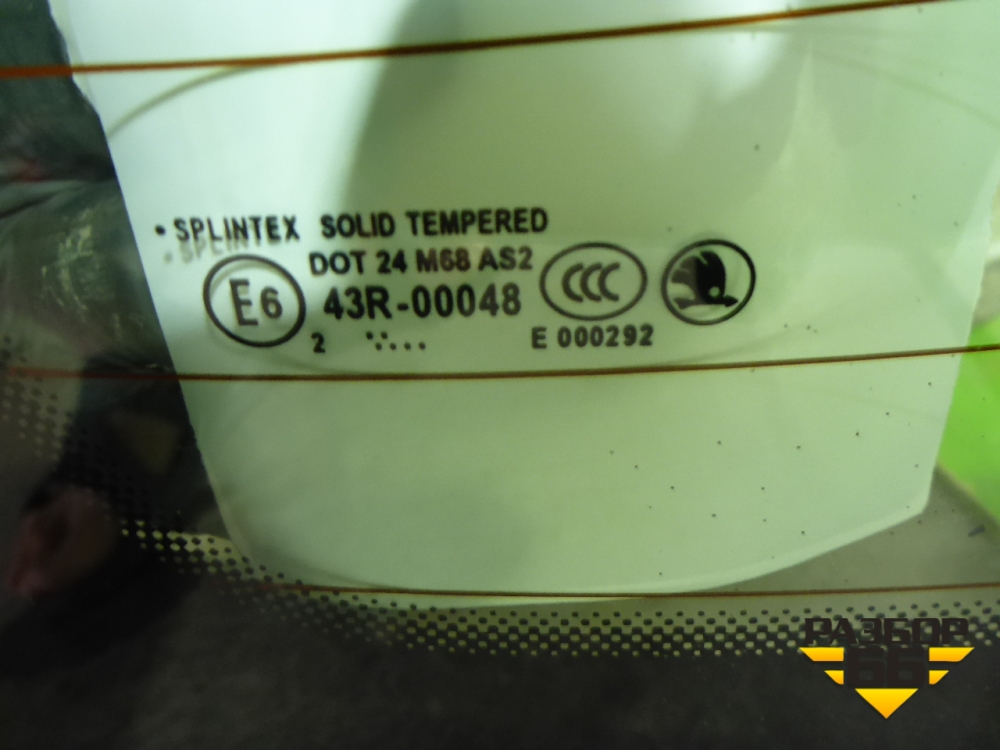 • SPLINTEX SOLID TEMPERED
DOT 24 M68 AS2
E6 43R-00048 CCC
2 E 000292
РАЗБОР
66